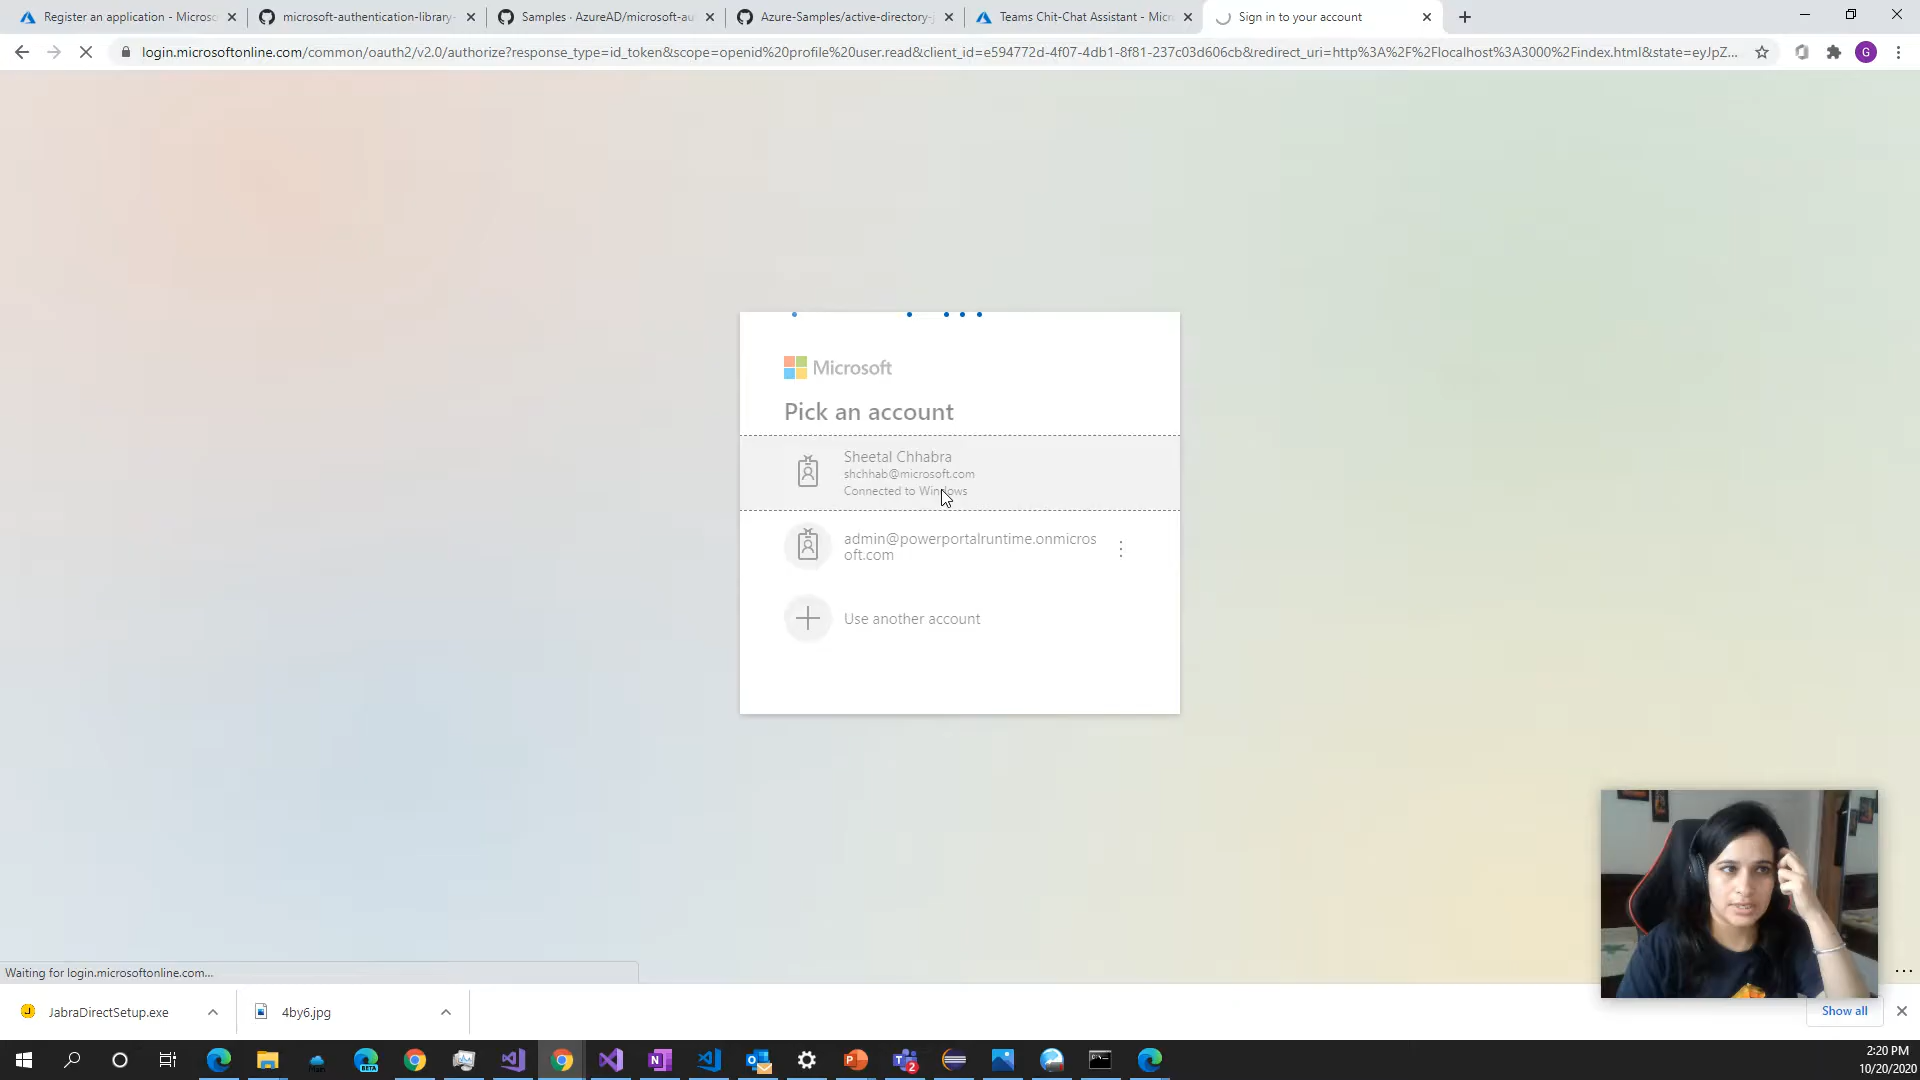 Register an application - Micros
microsoft-authentication-library-
Samples · AzureAD/microsoft-au
Azure-Samples/active-directory-j
Teams Chit-Chat Assistant - Micr
Sign in to your account
login.microsoftonline.com/common/oauth2/v2.0/authorize?response_type=id_token&scope=openid%20profile%20user.read&client_id=e594772d-4f07-4db1-8f81-237c03d606cb&redirect_uri=http%3A%2F%2Flocalhost%3A3000%2Findex.html&state=eyJpZ...
G
Microsoft
Pick an account
Sheetal Chhabra
shchhab@microsoft.com
Connected to Windows
admin@powerportalruntime.onmicros
oft.com
Use another account
Waiting for login.microsoftonline.com...
JabraDirectSetup.exe
4by6.jpg
Show all
BETA
2
2:20 PM
10/20/2020